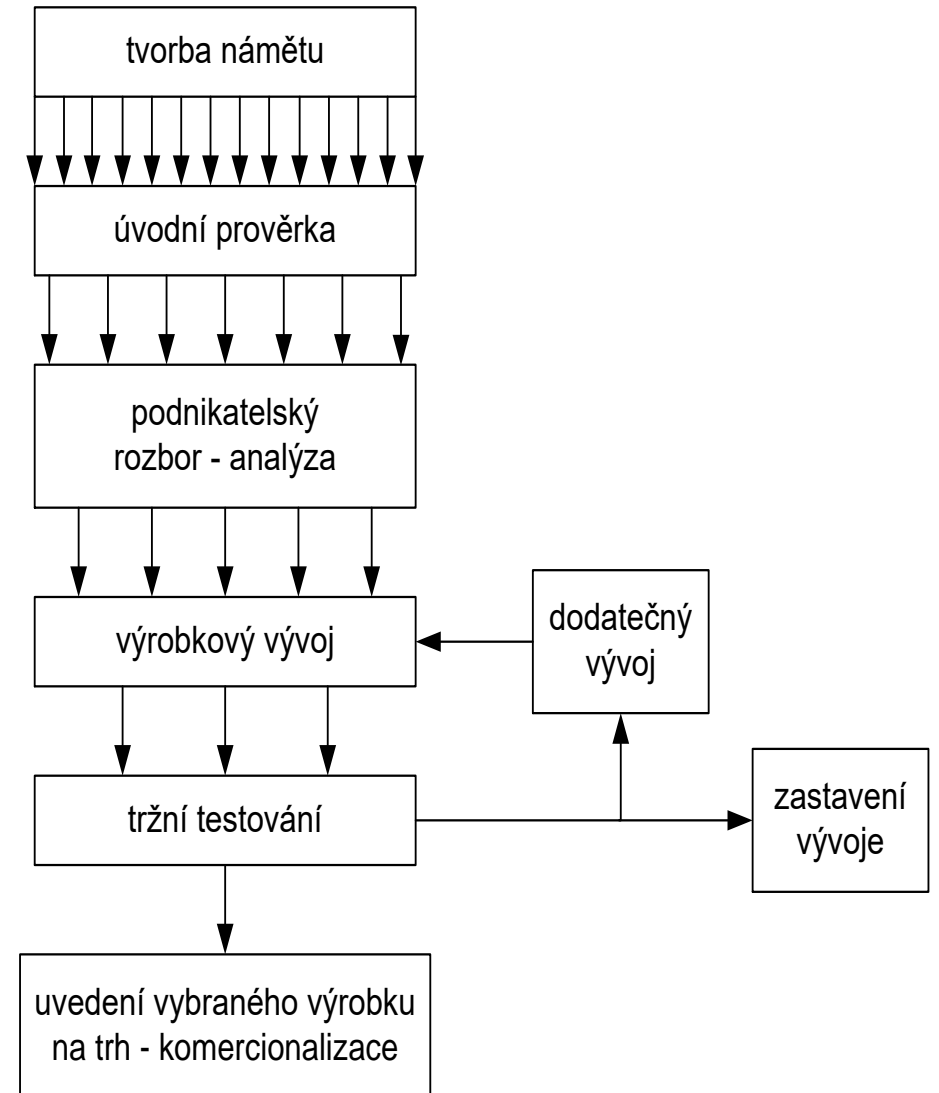 tvorba námětu
úvodní prověrka
podnikatelský
rozbor - analýza
výrobkový vývoj
dodatečný
vývoj
tržní testování
zastavení
vývoje
uvedení vybraného výrobku
na trh - komercionalizace